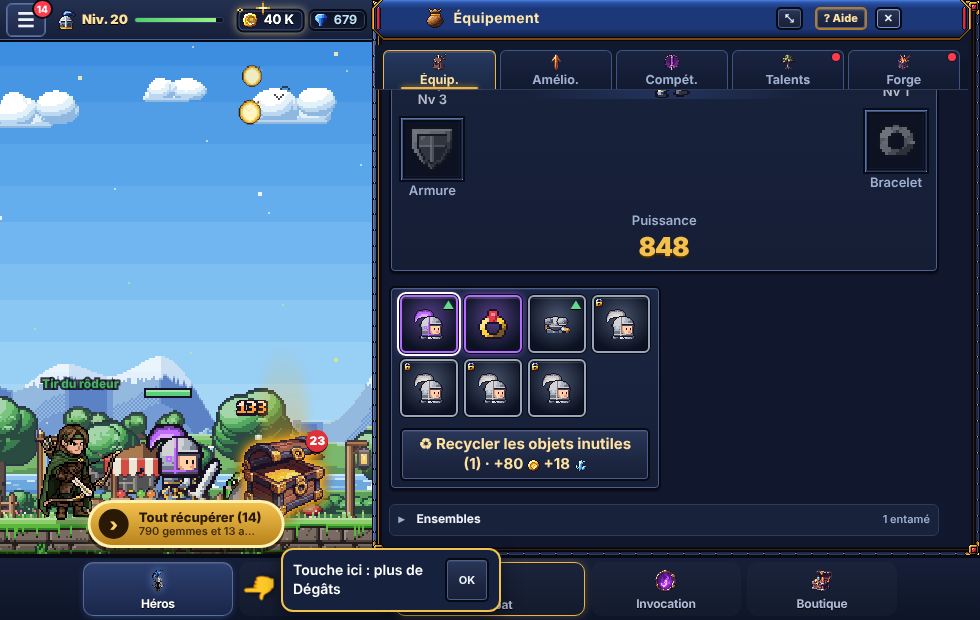 14
Niv. 20
40 K
679
Équipement
? Aide
Équip.
Amélio.
Compét.
Talents
Forge
Nv 3
Nv 1
Armure
Bracelet
Puissance
848
Recycler les objets inutiles
(1) · +80 +18
Ensembles
1 entamé
Tir du rôdeur
133
23
Tout récupérer (14)
790 gemmes et 13 a...
Touche ici : plus de
Dégâts
OK
Héros
Invocation
Boutique